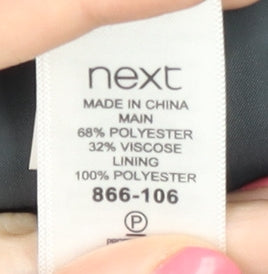 next
MADE IN CHINA
MAIN
68% POLYESTER
32% VISCOSE
LINING
100% POLYESTER
866-106
P